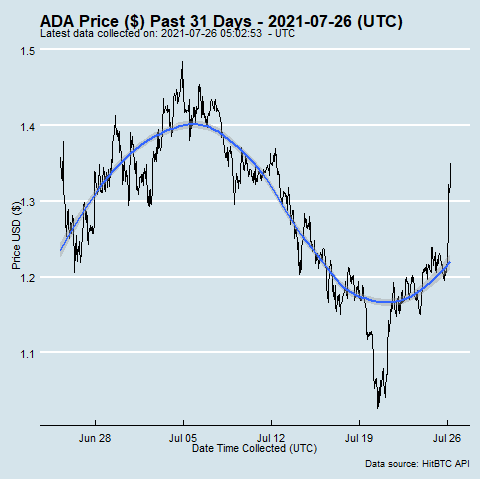 ADA Price ($) Past 31 Days - 2021-07-26 (UTC)
Latest data collected on: 2021-07-26 05:02:53 - UTC
1.5
1.4
1.3
1.2
1.1
Price USD ($)
Jun 28
Jul 05
Jul 12
Jul 19
Jul 26
Date Time Collected (UTC)
Data source: HitBTC API